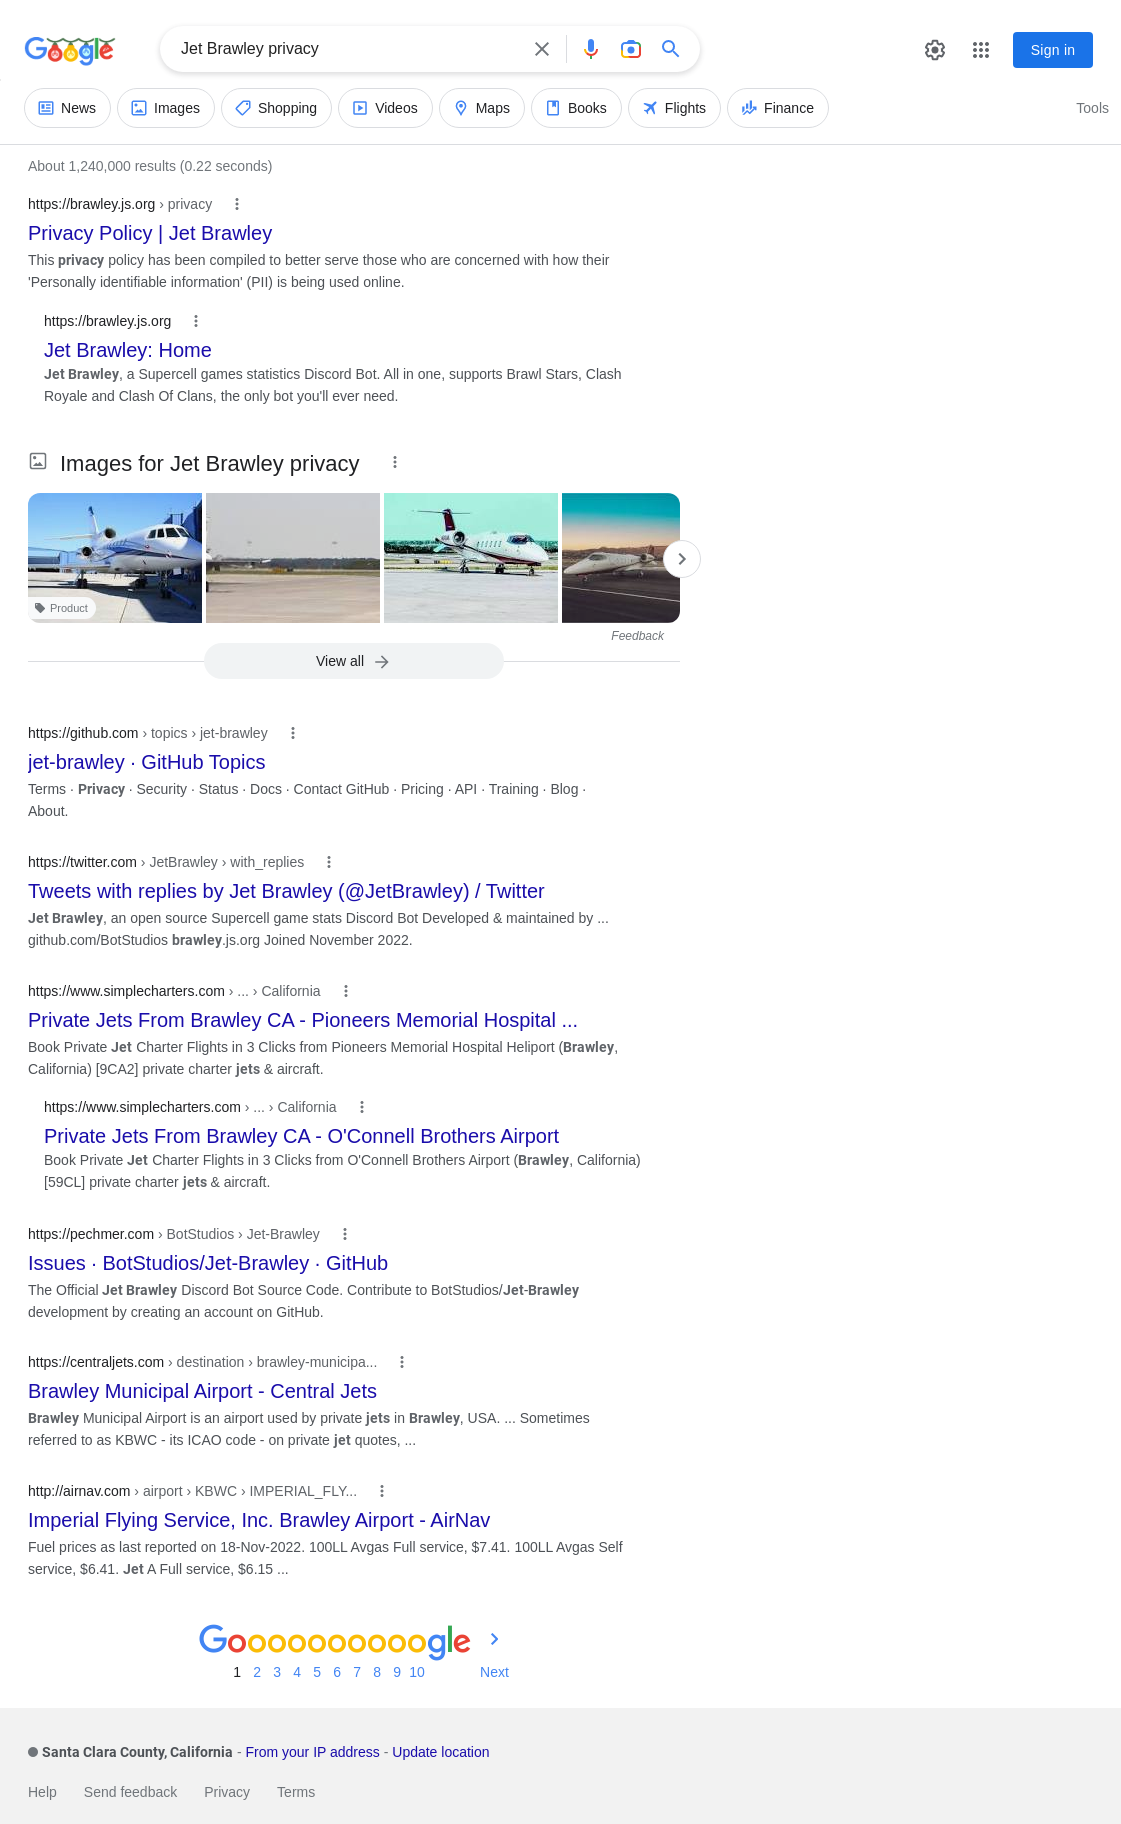 Google
Jet Brawley privacy
Sign in
News
Images
Shopping
Videos
Maps
Books
Flights
Finance
Tools
About 1,240,000 results (0.22 seconds)
https://brawley.js.org › privacy
Privacy Policy | Jet Brawley
This privacy policy has been compiled to better serve those who are concerned with how their
'Personally identifiable information' (PII) is being used online.
https://brawley.js.org
Jet Brawley: Home
Jet Brawley, a Supercell games statistics Discord Bot. All in one, supports Brawl Stars, Clash
Royale and Clash Of Clans, the only bot you'll ever need.
Images for Jet Brawley privacy
Product
Feedback
View all
https://github.com › topics › jet-brawley
jet-brawley · GitHub Topics
Terms · Privacy · Security · Status · Docs · Contact GitHub · Pricing · API · Training · Blog ·
About.
https://twitter.com › JetBrawley › with_replies
Tweets with replies by Jet Brawley (@JetBrawley) / Twitter
Jet Brawley, an open source Supercell game stats Discord Bot Developed & maintained by ...
github.com/BotStudios brawley.js.org Joined November 2022.
https://www.simplecharters.com › ... › California
Private Jets From Brawley CA - Pioneers Memorial Hospital ...
Book Private Jet Charter Flights in 3 Clicks from Pioneers Memorial Hospital Heliport (Brawley,
California) [9CA2] private charter jets & aircraft.
https://www.simplecharters.com › ... › California
Private Jets From Brawley CA - O'Connell Brothers Airport
Book Private Jet Charter Flights in 3 Clicks from O'Connell Brothers Airport (Brawley, California)
[59CL] private charter jets & aircraft.
https://pechmer.com › BotStudios › Jet-Brawley
Issues · BotStudios/Jet-Brawley · GitHub
The Official Jet Brawley Discord Bot Source Code. Contribute to BotStudios/Jet-Brawley
development by creating an account on GitHub.
https://centraljets.com › destination › brawley-municipa...
Brawley Municipal Airport - Central Jets
Brawley Municipal Airport is an airport used by private jets in Brawley, USA. ... Sometimes
referred to as KBWC - its ICAO code - on private jet quotes, ...
http://airnav.com › airport › KBWC › IMPERIAL_FLY...
Imperial Flying Service, Inc. Brawley Airport - AirNav
Fuel prices as last reported on 18-Nov-2022. 100LL Avgas Full service, $7.41. 100LL Avgas Self
service, $6.41. Jet A Full service, $6.15 ...
Goooooooooogle
1 2 3 4 5 6 7 8 9 10 Next
Santa Clara County, California - From your IP address - Update location
Help Send feedback Privacy Terms